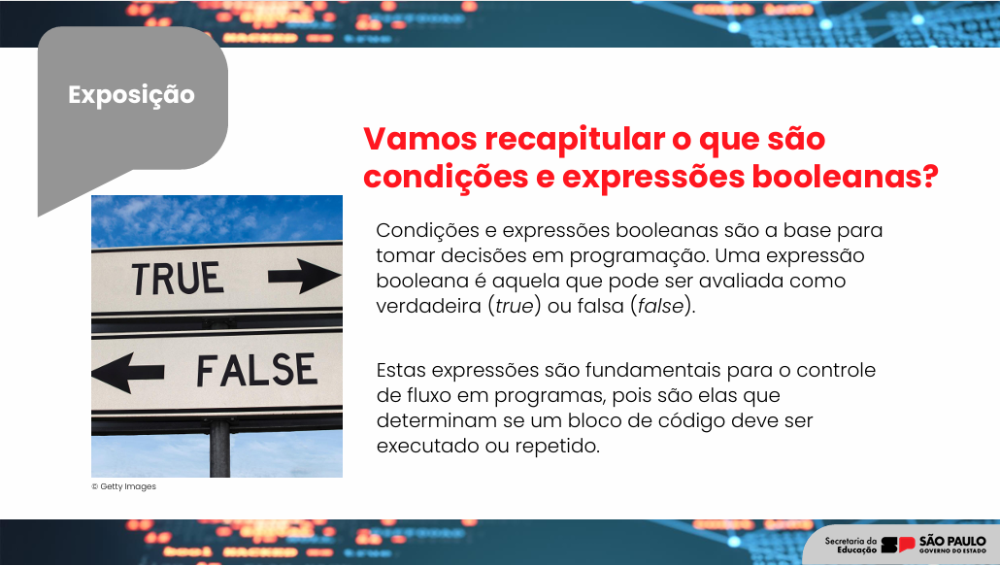 Exposição
Vamos recapitular o que são
condições e expressões booleanas?
TRUE
FALSE
Condições e expressões booleanas são a base para
tomar decisões em programação. Uma expressão
booleana é aquela que pode ser avaliada como
verdadeira (true) ou falsa (false).
Estas expressões são fundamentais para o controle
de fluxo em programas, pois são elas que
determinam se um bloco de código deve ser
executado ou repetido.
© Getty Images
Secretaria da
Educação
SÃO PAULO
GOVERNO DO ESTADO